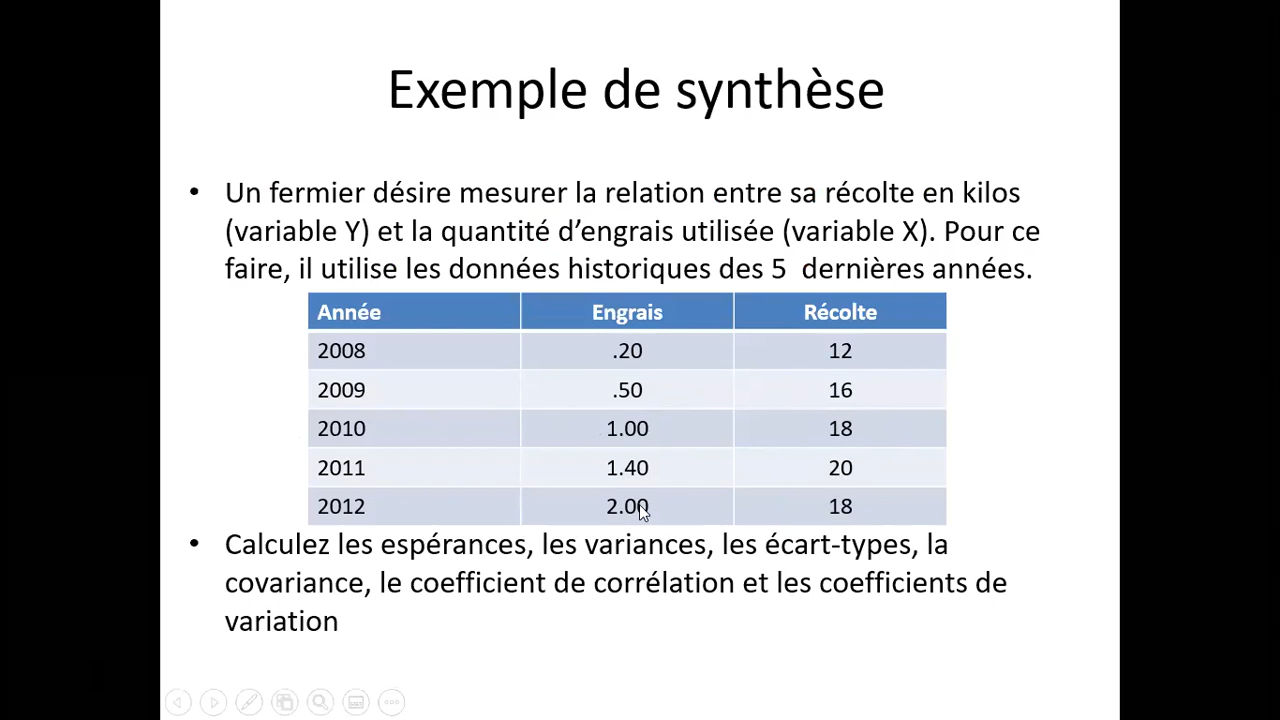 Exemple de synthèse
• Un fermier désire mesurer la relation entre sa récolte en kilos
(variable Y) et la quantité d’engrais utilisée (variable X). Pour ce
faire, il utilise les données historiques des 5 dernières années.
Année Engrais Récolte
2008 .20 12
2009 .50 16
2010 1.00 18
2011 1.40 20
2012 2.00 18
• Calculez les espérances, les variances, les écart-types, la
covariance, le coefficient de corrélation et les coefficients de
variation